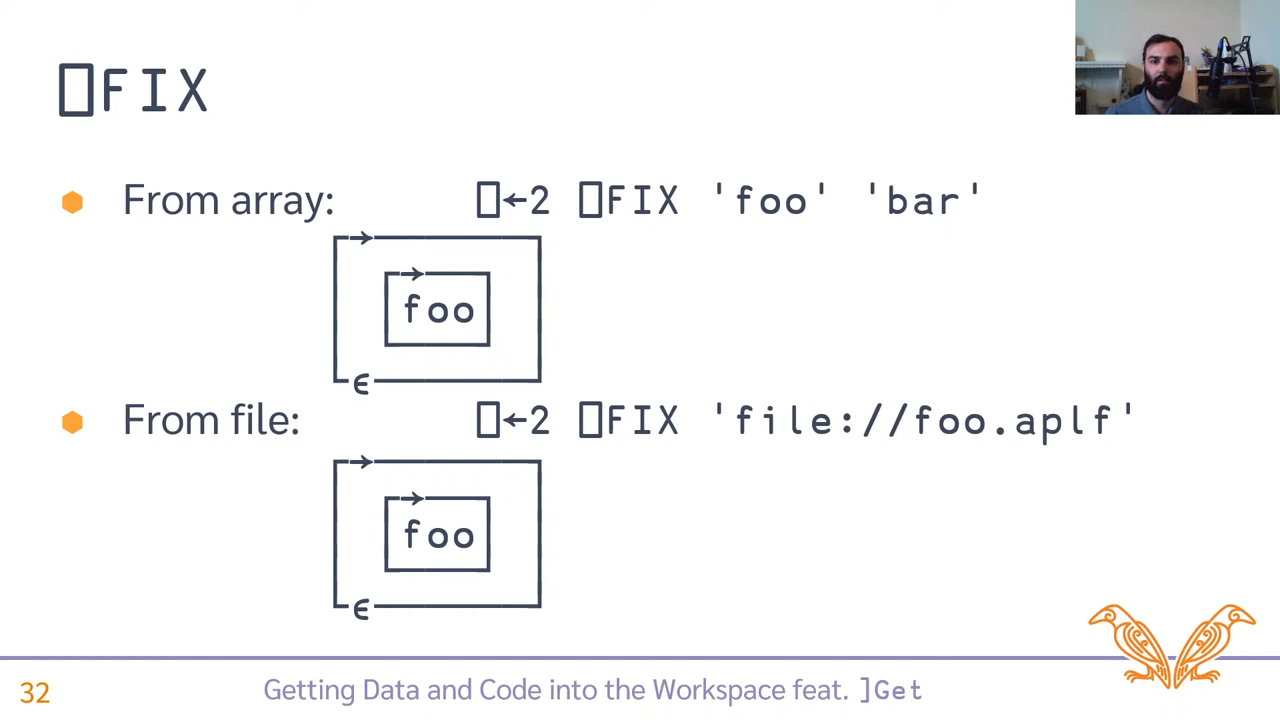 ⎕FIX
From array: ⎕←2 ⎕FIX 'foo' 'bar'
→
→
foo
∊
From file: ⎕←2 ⎕FIX 'file://foo.aplf'
→
→
foo
∊
32 Getting Data and Code into the Workspace feat. ]Get